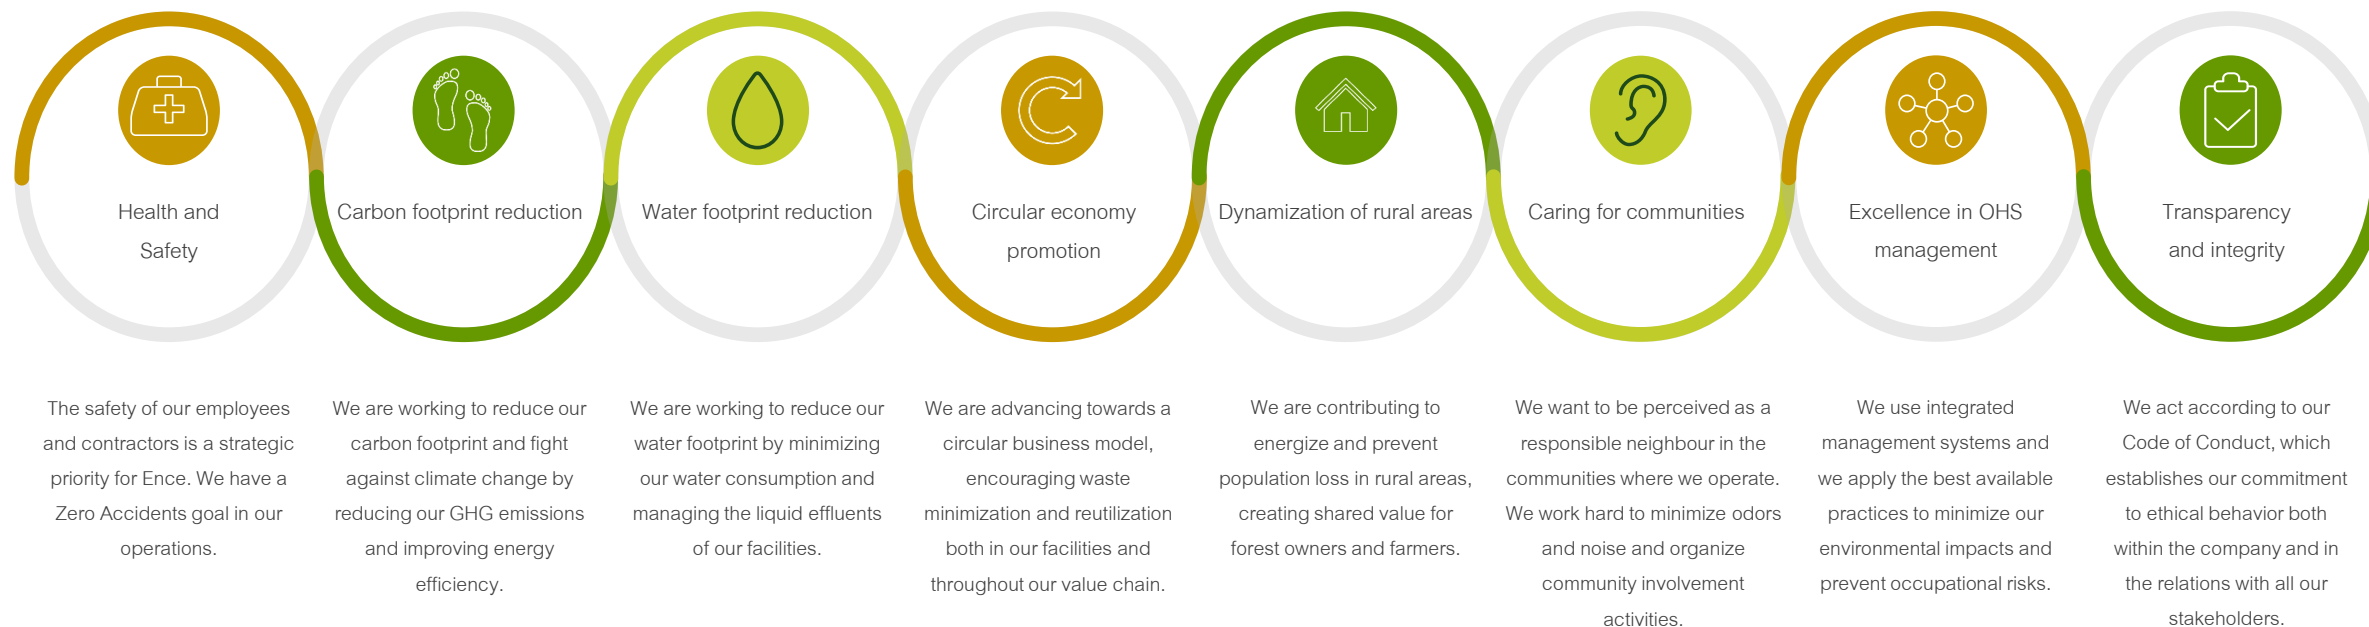 Health and
Safety
Carbon footprint reduction
Water footprint reduction
Circular economy
promotion
Dynamization of rural areas
Caring for communities
Excellence in OHS
management
Transparency
and integrity
The safety of our employees
and contractors is a strategic
priority for Ence. We have a
Zero Accidents goal in our
operations.
We are working to reduce our
carbon footprint and fight
against climate change by
reducing our GHG emissions
and improving energy
efficiency.
We are working to reduce our
water footprint by minimizing
our water consumption and
managing the liquid effluents
of our facilities.
We are advancing towards a
circular business model,
encouraging waste
minimization and reutilization
both in our facilities and
throughout our value chain.
We are contributing to
energize and prevent
population loss in rural areas,
creating shared value for
forest owners and farmers.
We want to be perceived as a
responsible neighbour in the
communities where we operate.
We work hard to minimize odors
and noise and organize
community involvement
activities.
We use integrated
management systems and
we apply the best available
practices to minimize our
environmental impacts and
prevent occupational risks.
We act according to our
Code of Conduct, which
establishes our commitment
to ethical behavior both
within the company and in
the relations with all our
stakeholders.